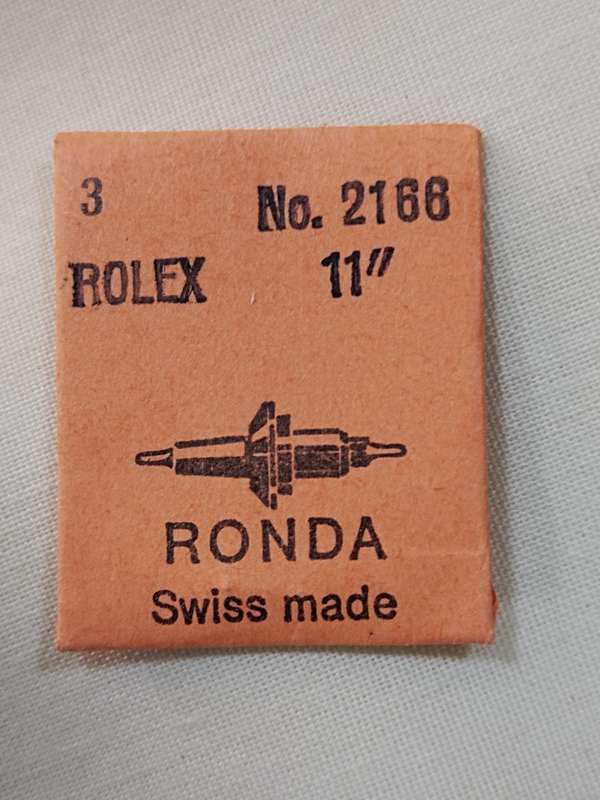 3 No. 2166
ROLEX 11‴
RONDA
Swiss made